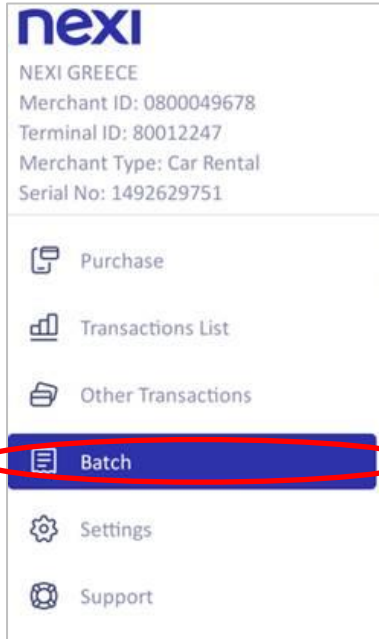 nexi
NEXI GREECE
Merchant ID: 0800049678
Terminal ID: 80012247
Merchant Type: Car Rental
Serial No: 1492629751
Purchase
Transactions List
Other Transactions
Batch
Settings
Support